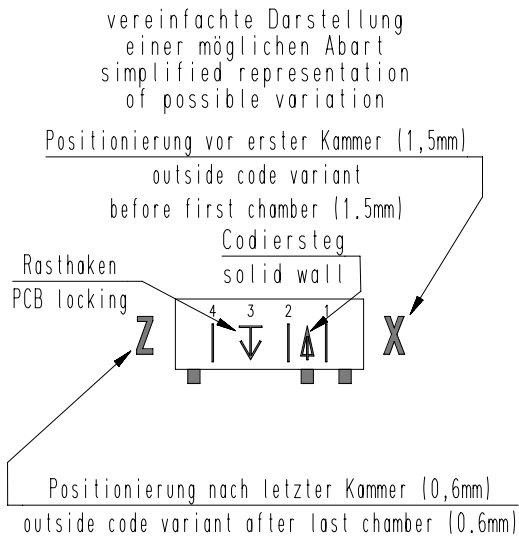 vereinfachte Darstellung
einer möglichen Abart
simplified representation
of possible variation
Positionierung vor erster Kammer (1,5mm)
outside code variant
before first chamber (1.5mm)
Codiersteg
solid wall
Rasthaken
PCB locking
4 3 2 1
Z X
Positionierung nach letzter Kammer (0,6mm)
outside code variant after last chamber (0.6mm)